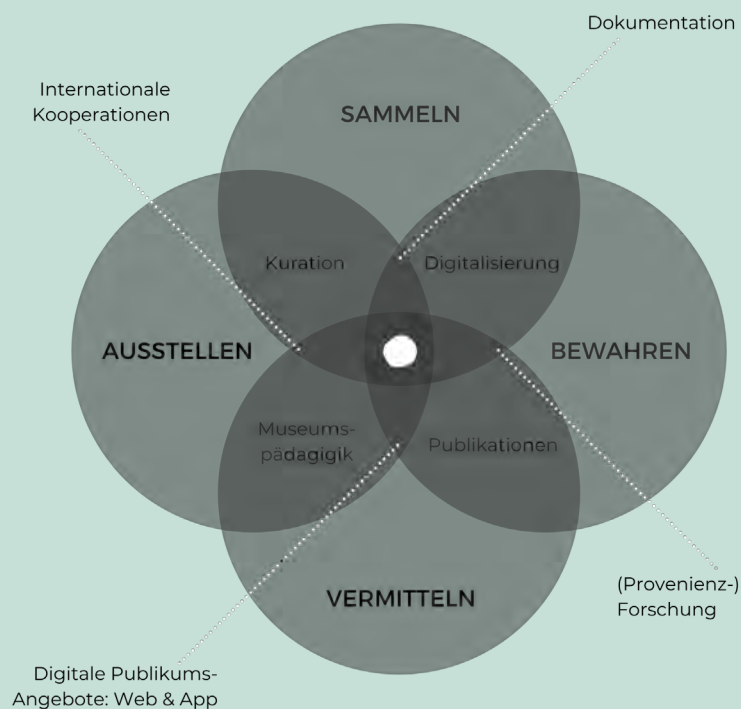 Dokumentation
Internationale
Kooperationen
SAMMELN
Kuration
Digitalisierung
AUSSTELLEN
BEWAHREN
Museums-
pädagigik
Publikationen
(Provenienz-)
Forschung
VERMITTELN
Digitale Publikums-
Angebote: Web & App